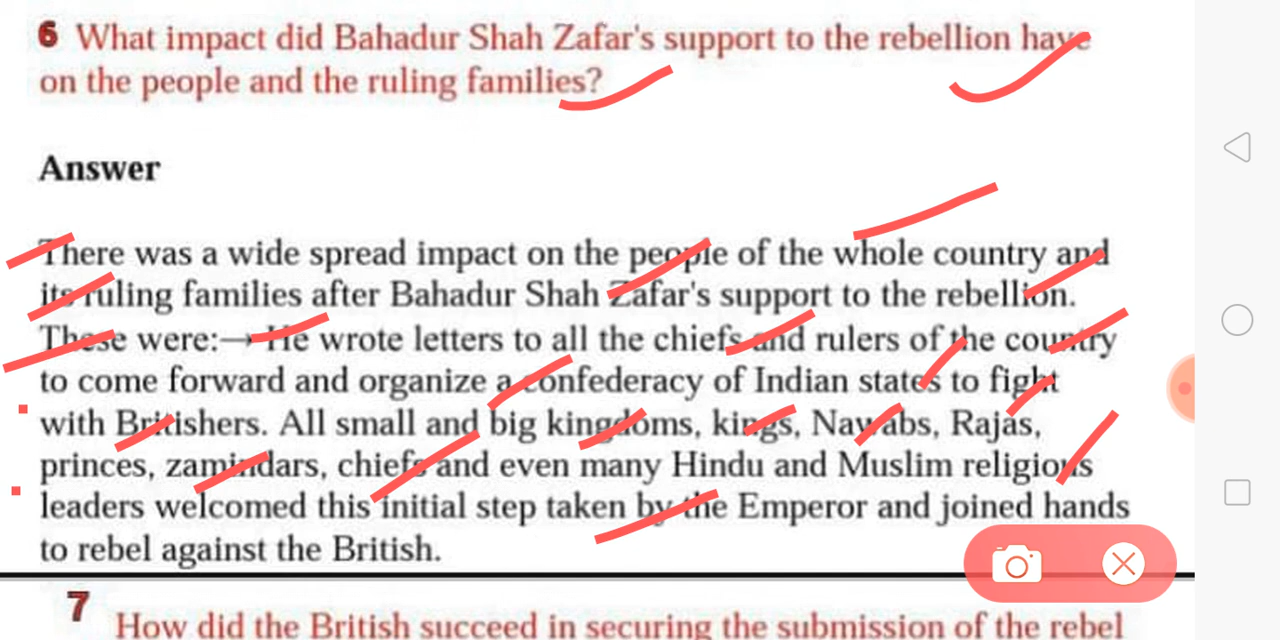 6 What impact did Bahadur Shah Zafar's support to the rebellion have
on the people and the ruling families?
Answer
There was a wide spread impact on the people of the whole country and
its ruling families after Bahadur Shah Zafar's support to the rebellion.
These were:→ He wrote letters to all the chiefs and rulers of the country
to come forward and organize a confederacy of Indian states to fight
with Britishers. All small and big kingdoms, kings, Nawabs, Rajas,
princes, zamindars, chiefs and even many Hindu and Muslim religious
leaders welcomed this initial step taken by the Emperor and joined hands
to rebel against the British.
7 How did the British succeed in securing the submission of the rebel